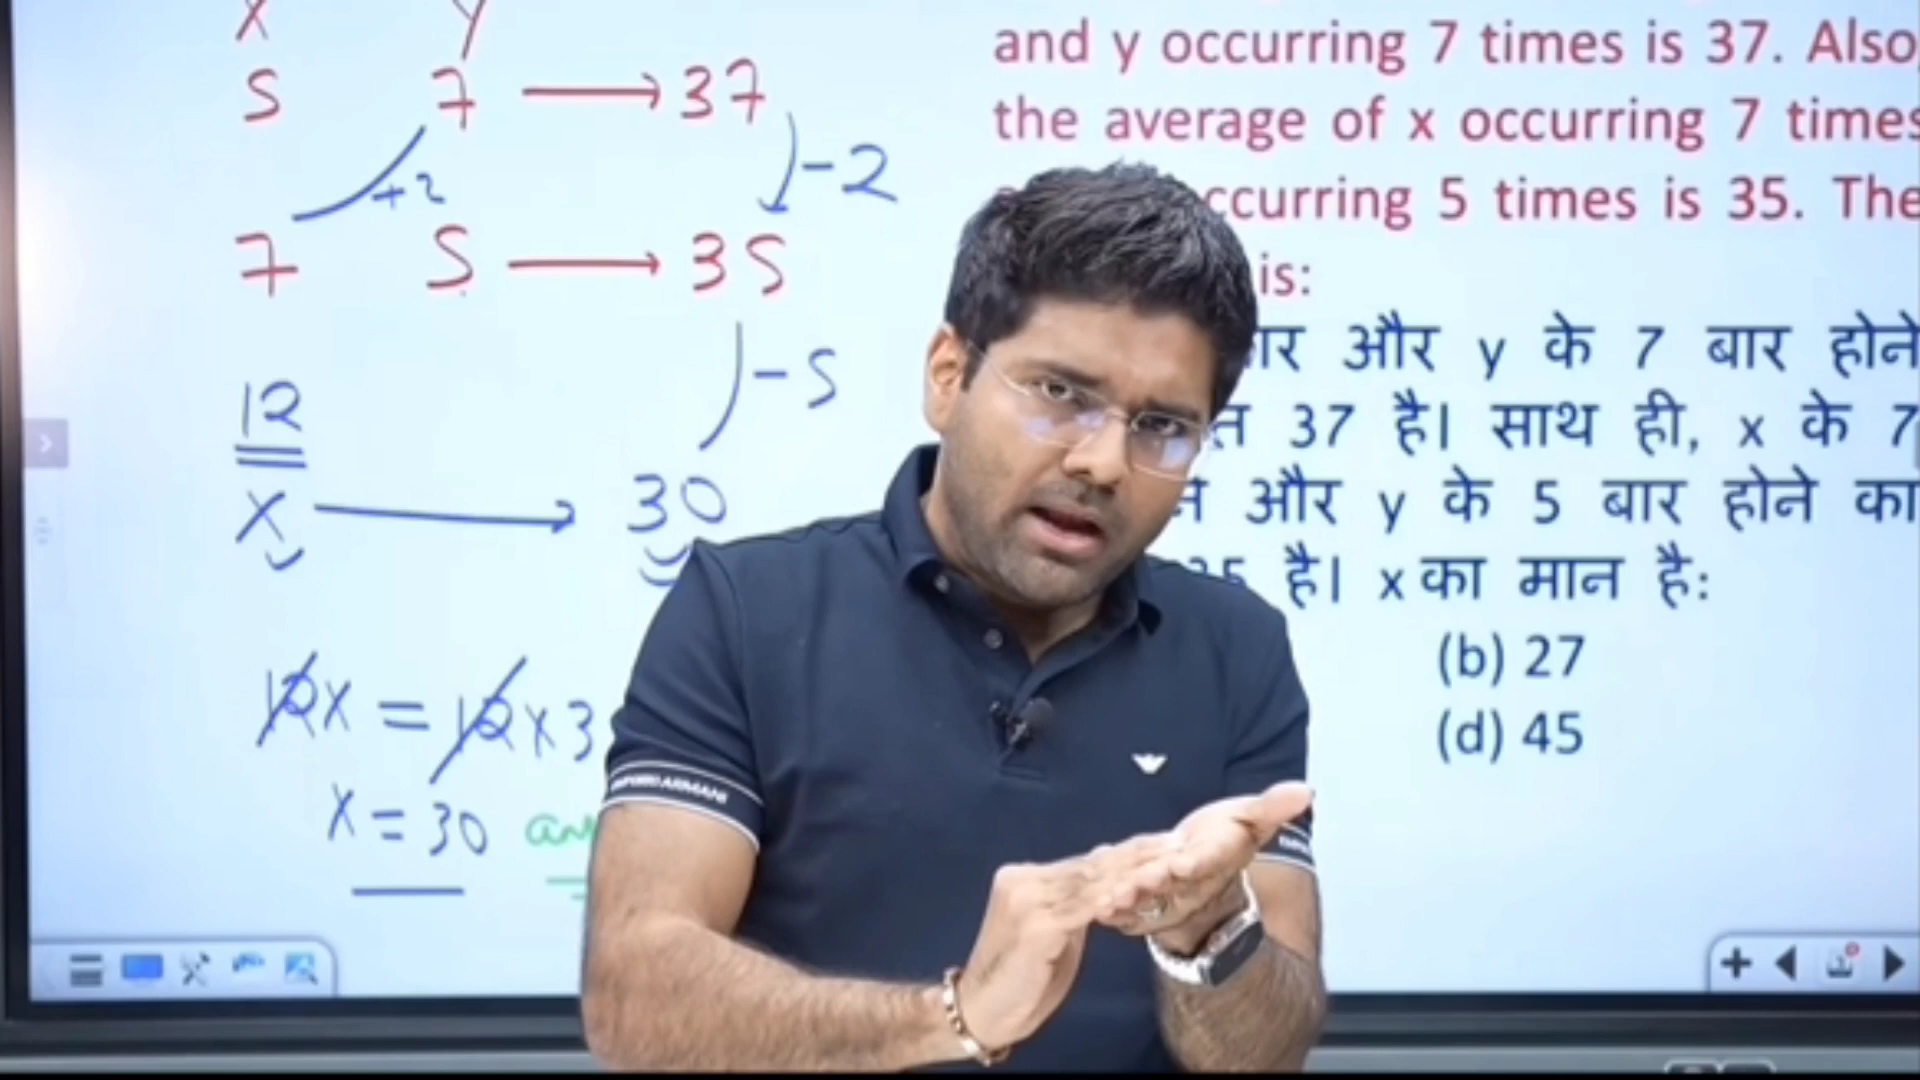 x y
5 7 → 37
-2
+2
7 5 → 35
-5
12
x → 30
12x = 12x3
x = 30
and y occurring 7 times is 37. Also,
the average of x occurring 7 times
occurring 5 times is 35. The
is:
और y के 7 बार होने
37 है। साथ ही, x के 7
और y के 5 बार होने का
35 है। x का मान है:
(b) 27
(d) 45